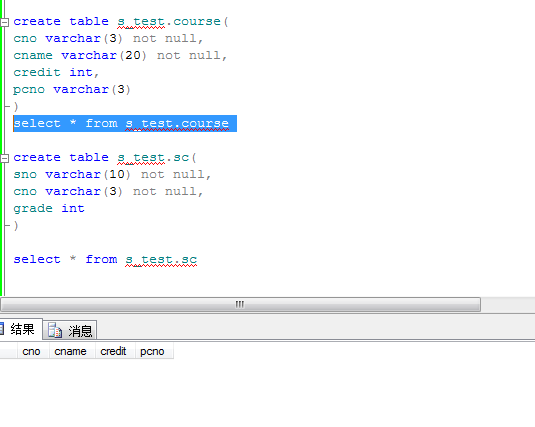 create table s_test.course(
cno varchar(3) not null,
cname varchar(20) not null,
credit int,
pcno varchar(3)
)
select * from s_test.course
create table s_test.sc(
sno varchar(10) not null,
cno varchar(3) not null,
grade int
)
select * from s_test.sc
结果 消息
cno cname credit pcno